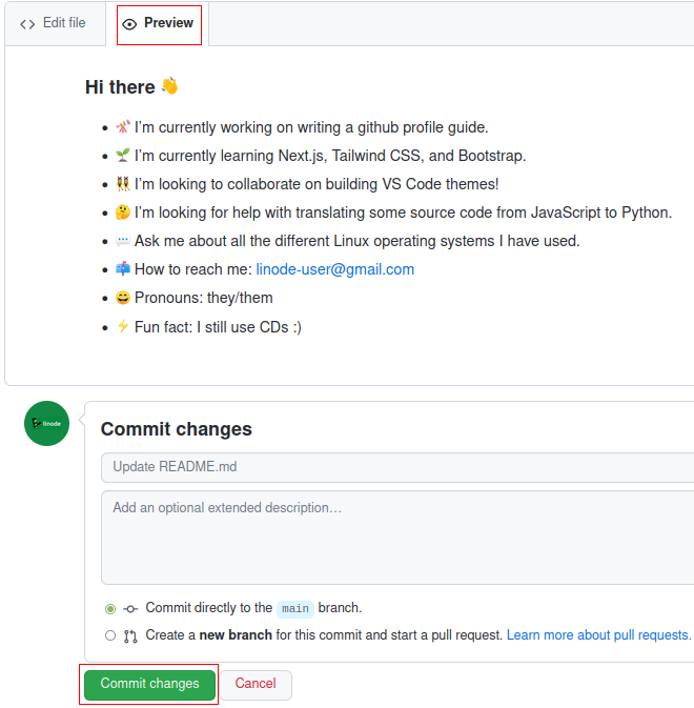 Edit file
Preview
Hi there 👋
I'm currently working on writing a github profile guide.
I'm currently learning Next.js, Tailwind CSS, and Bootstrap.
I'm looking to collaborate on building VS Code themes!
I'm looking for help with translating some source code from JavaScript to Python.
Ask me about all the different Linux operating systems I have used.
How to reach me: linode-user@gmail.com
Pronouns: they/them
Fun fact: I still use CDs :)
linode
Commit changes
Update README.md
Add an optional extended description…
Commit directly to the main branch.
Create a new branch for this commit and start a pull request. Learn more about pull requests.
Commit changes
Cancel